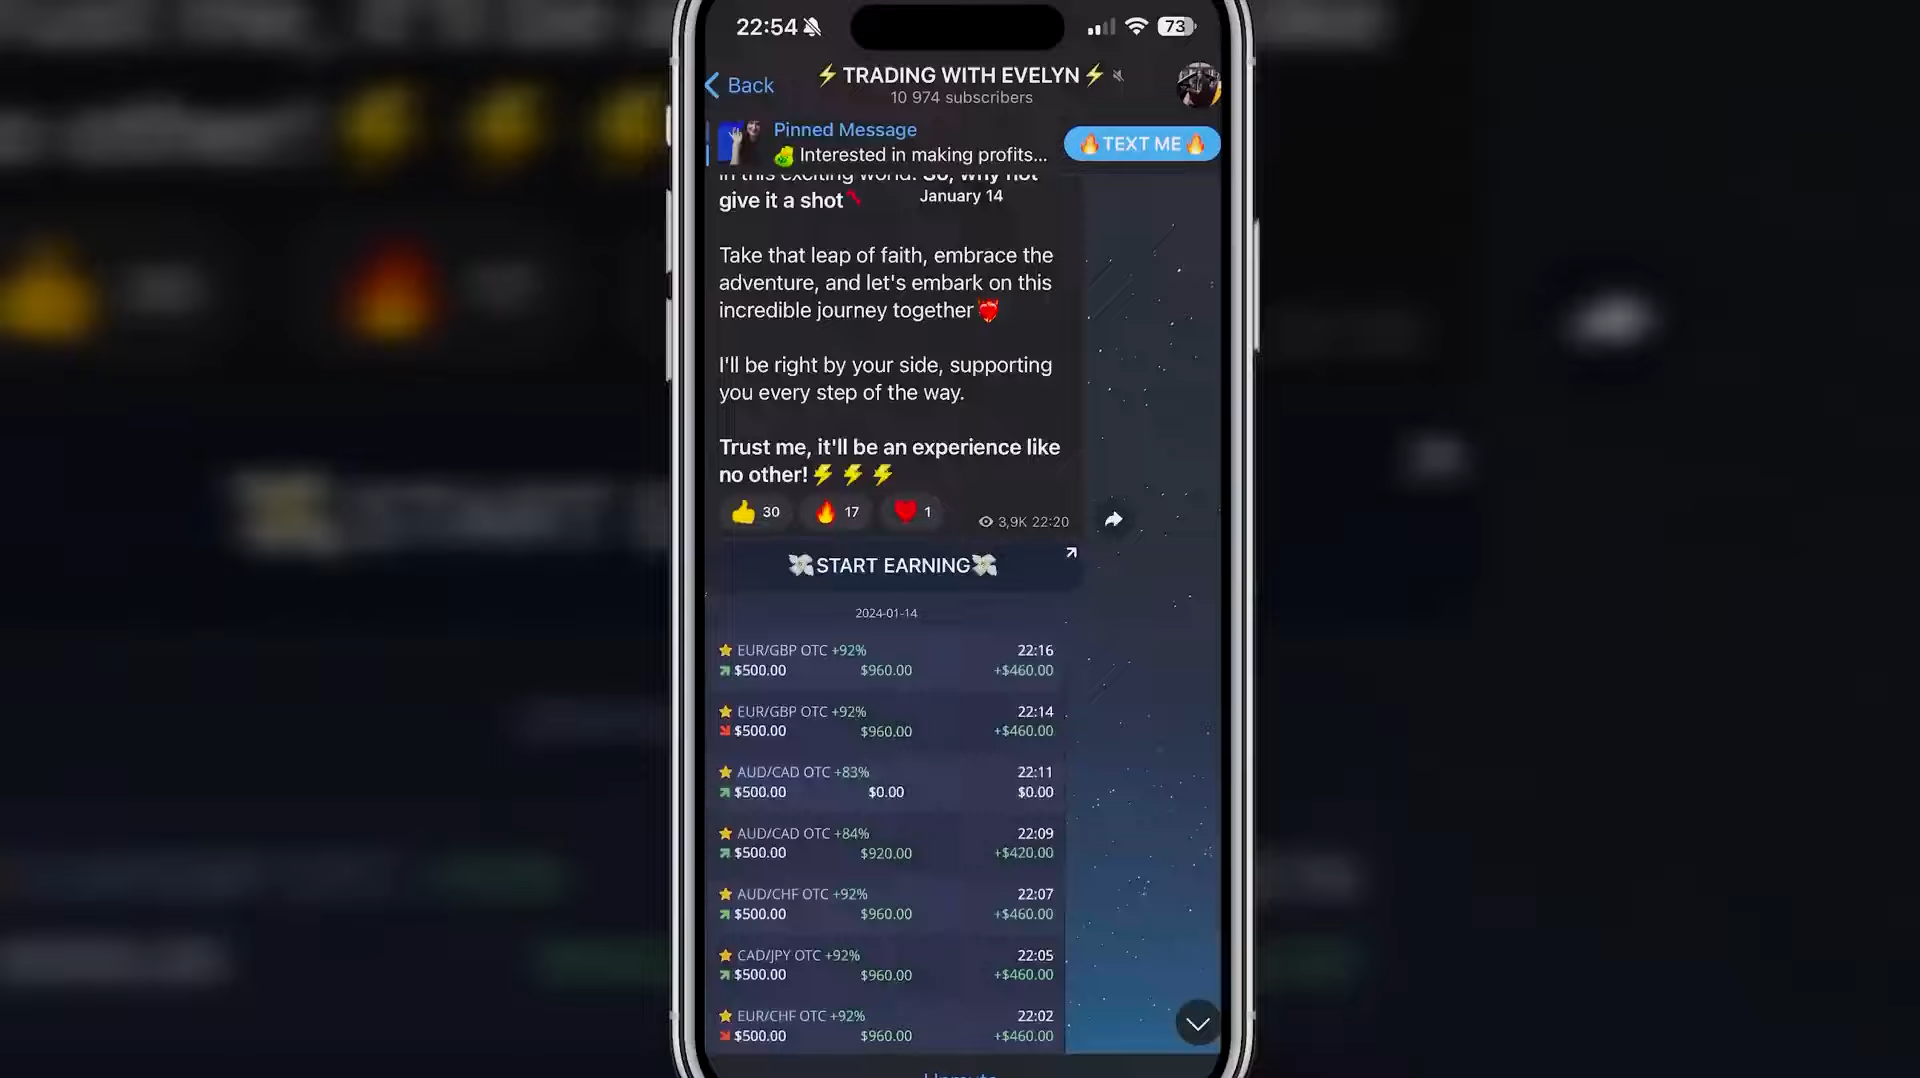 22:54
73
Back
⚡ TRADING WITH EVELYN ⚡
10 974 subscribers
Pinned Message
💰 Interested in making profits...
🔥TEXT ME🔥
in this exciting world. So, why not
give it a shot
January 14
Take that leap of faith, embrace the
adventure, and let's embark on this
incredible journey together
I'll be right by your side, supporting
you every step of the way.
Trust me, it'll be an experience like
no other!⚡⚡⚡
👍 30 🔥 17 ❤️ 1
3,9K 22:20
💸START EARNING💸
2024-01-14
EUR/GBP OTC +92% 22:16
$500.00 $960.00 +$460.00
EUR/GBP OTC +92% 22:14
$500.00 $960.00 +$460.00
AUD/CAD OTC +83% 22:11
$500.00 $0.00 $0.00
AUD/CAD OTC +84% 22:09
$500.00 $920.00 +$420.00
AUD/CHF OTC +92% 22:07
$500.00 $960.00 +$460.00
CAD/JPY OTC +92% 22:05
$500.00 $960.00 +$460.00
EUR/CHF OTC +92% 22:02
$500.00 $960.00 +$460.00